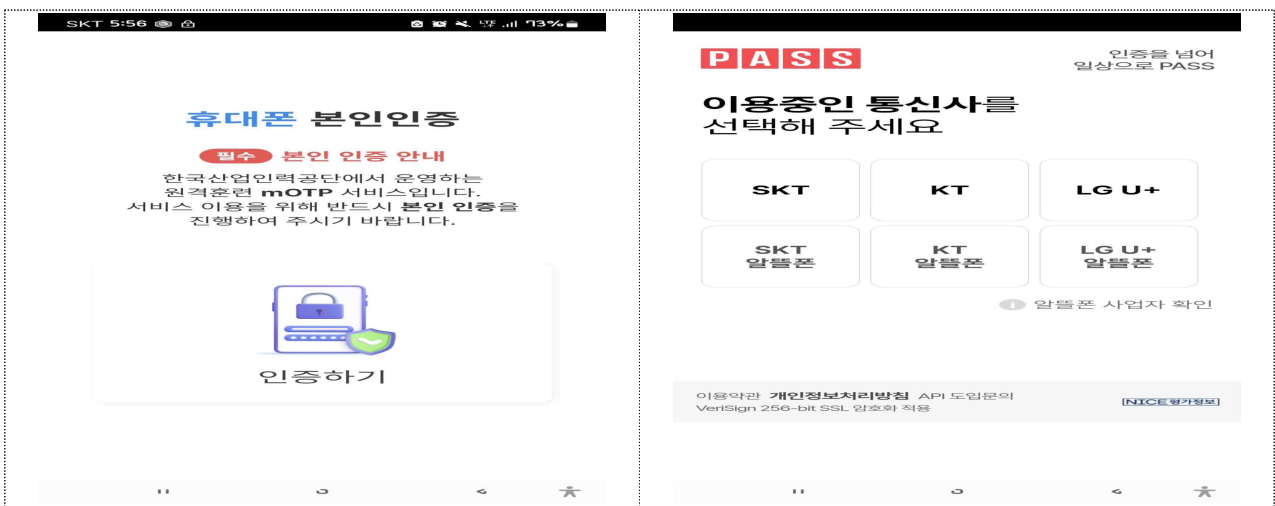 SKT 5:56
LTE 73%
휴대폰 본인인증
필수 본인 인증 안내
한국산업인력공단에서 운영하는
원격훈련 mOTP 서비스입니다.
서비스 이용을 위해 반드시 본인 인증을
진행하여 주시기 바랍니다.
인증하기
PASS
인증을 넘어
일상으로 PASS
이용중인 통신사를
선택해 주세요
SKT KT LG U+
SKT
알뜰폰
KT
알뜰폰
LG U+
알뜰폰
알뜰폰 사업자 확인
이용약관 개인정보처리방침 API 도입문의
VeriSign 256-bit SSL 암호화 적용
NICE평가정보